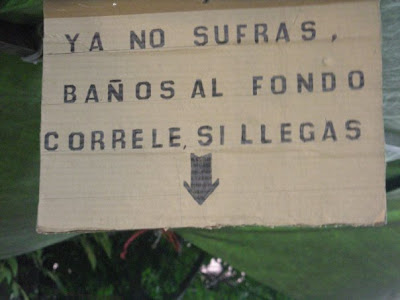 YA NO SUFRAS,
BAÑOS AL FONDO
CORRELE, SI LLEGAS